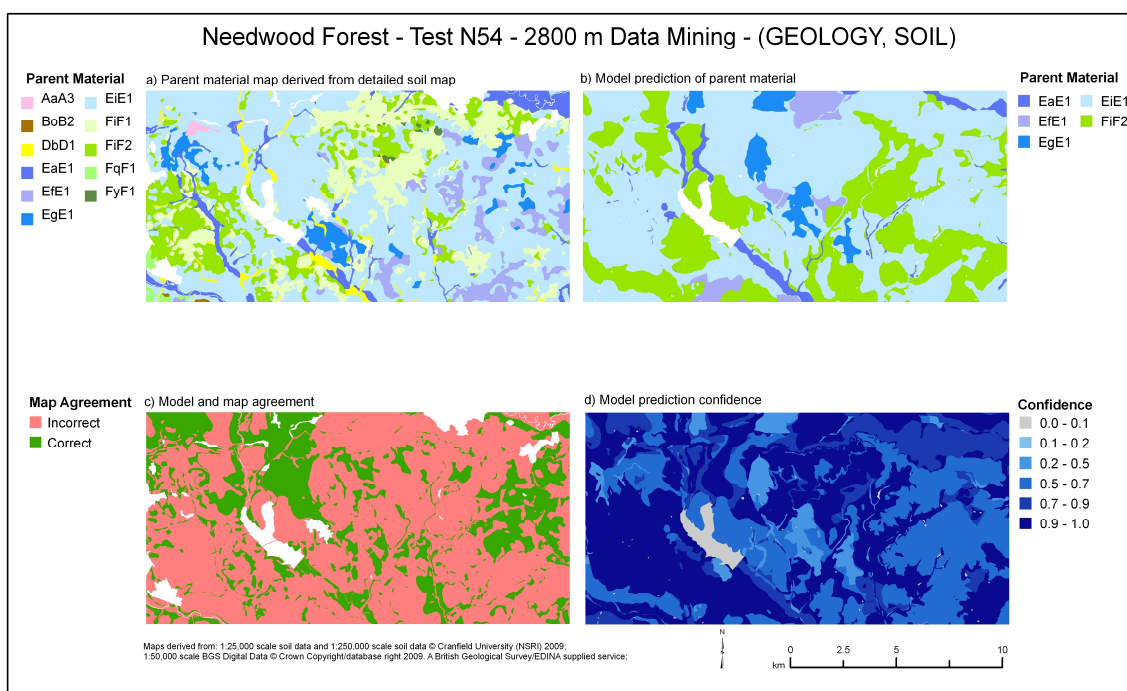 Needwood Forest - Test N54 - 2800 m Data Mining - (GEOLOGY, SOIL)
Parent Material
AaA3
BoB2
DbD1
EaE1
EfE1
EgE1
EiE1
FiF1
FiF2
FqF1
FyF1
a) Parent material map derived from detailed soil map
b) Model prediction of parent material
Parent Material
EaE1
EfE1
EgE1
EiE1
FiF2
Map Agreement
Incorrect
Correct
c) Model and map agreement
d) Model prediction confidence
Confidence
0.0 - 0.1
0.1 - 0.2
0.2 - 0.5
0.5 - 0.7
0.7 - 0.9
0.9 - 1.0
Maps derived from: 1:25,000 scale soil data and 1:250,000 scale soil data © Cranfield University (NSRI) 2009;
1:50,000 scale BGS Digital Data © Crown Copyright/database right 2009. A British Geological Survey/EDINA supplied service;
N
0 2.5 5 10
km